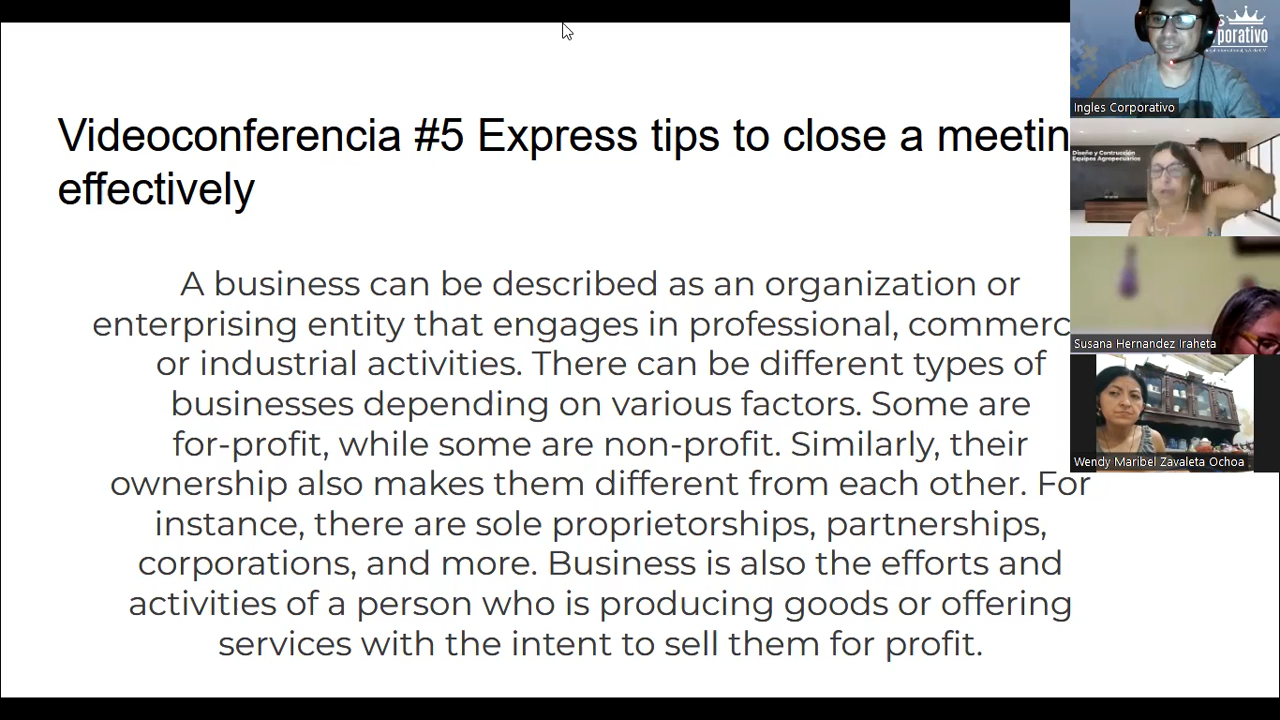 Videoconferencia #5 Express tips to close a meetin
effectively
A business can be described as an organization or
enterprising entity that engages in professional, commerc
or industrial activities. There can be different types of
businesses depending on various factors. Some are
for-profit, while some are non-profit. Similarly, their
ownership also makes them different from each other. For
instance, there are sole proprietorships, partnerships,
corporations, and more. Business is also the efforts and
activities of a person who is producing goods or offering
services with the intent to sell them for profit.
porativo
Ingles Corporativo
Diseño y Contrucción
Equipos Agropecuarios
Susana Hernandez Iraheta
Wendy Maribel Zavaleta Ochoa